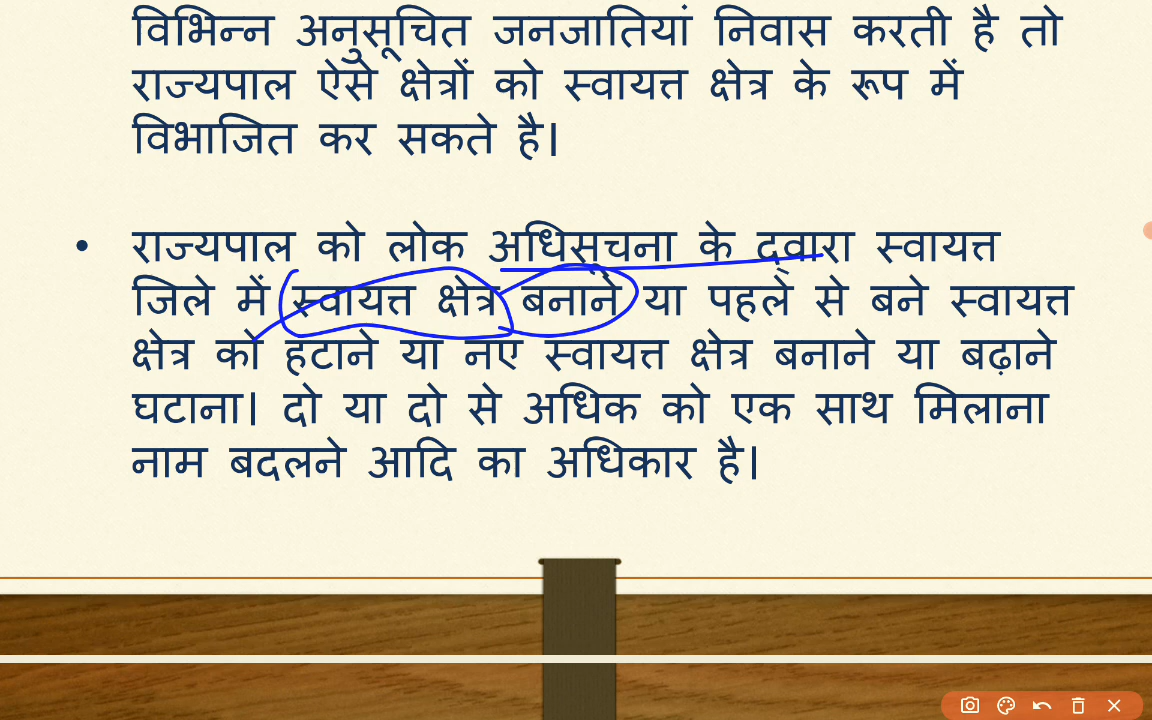 विभिन्न अनुसूचित जनजातियां निवास करती है तो
राज्यपाल ऐसे क्षेत्रों को स्वायत्त क्षेत्र के रूप में
विभाजित कर सकते है।
• राज्यपाल को लोक अधिसूचना के द्वारा स्वायत्त
जिले में स्वायत्त क्षेत्र बनाने या पहले से बने स्वायत्त
क्षेत्र को हटाने या नए स्वायत्त क्षेत्र बनाने या बढ़ाने
घटाना। दो या दो से अधिक को एक साथ मिलाना
नाम बदलने आदि का अधिकार है।